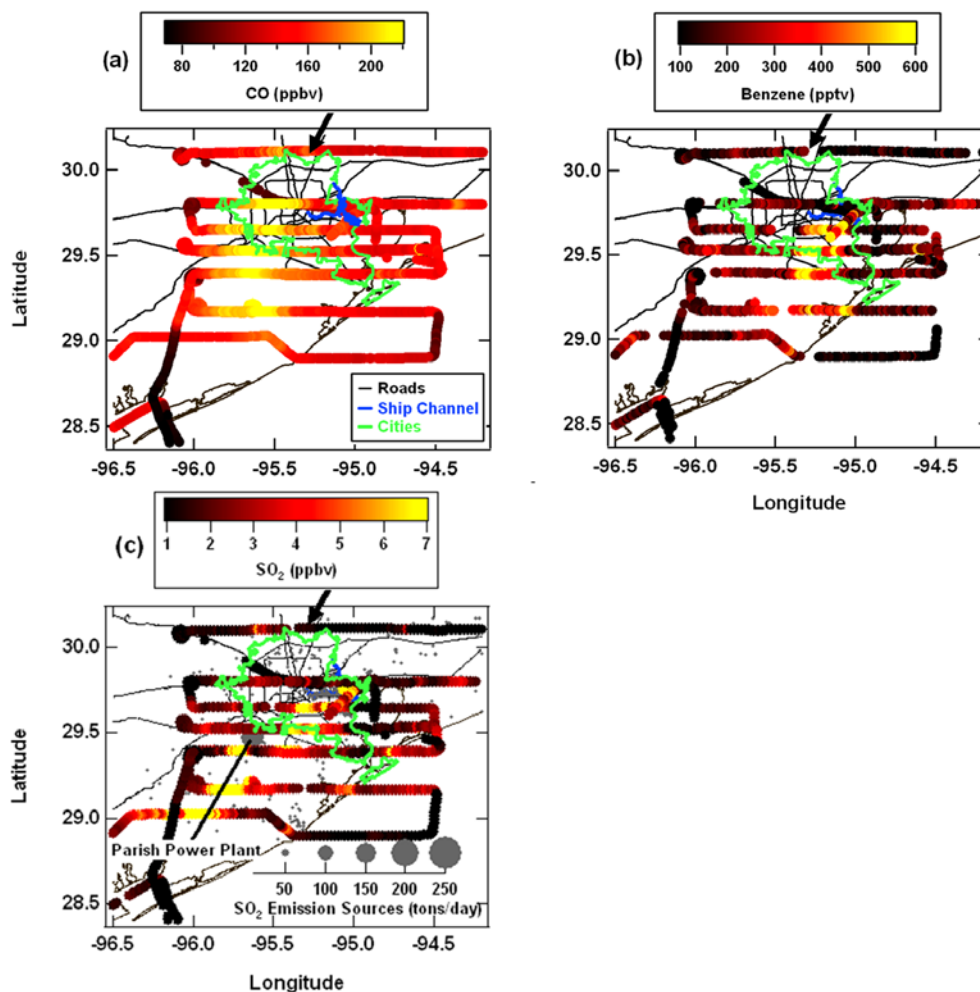 (a)
80 120 160 200
CO (ppbv)
(b)
100 200 300 400 500 600
Benzene (pptv)
Latitude
30.0
29.5
29.0
28.5
Roads
Ship Channel
Cities
-96.5 -96.0 -95.5 -95.0 -94.5
30.0
29.5
29.0
28.5
-96.5 -96.0 -95.5 -95.0 -94.5
Longitude
(c)
1 2 3 4 5 6 7
SO₂ (ppbv)
Latitude
30.0
29.5
29.0
28.5
Parish Power Plant
50 100 150 200 250
SO₂ Emission Sources (tons/day)
-96.5 -96.0 -95.5 -95.0 -94.5
Longitude